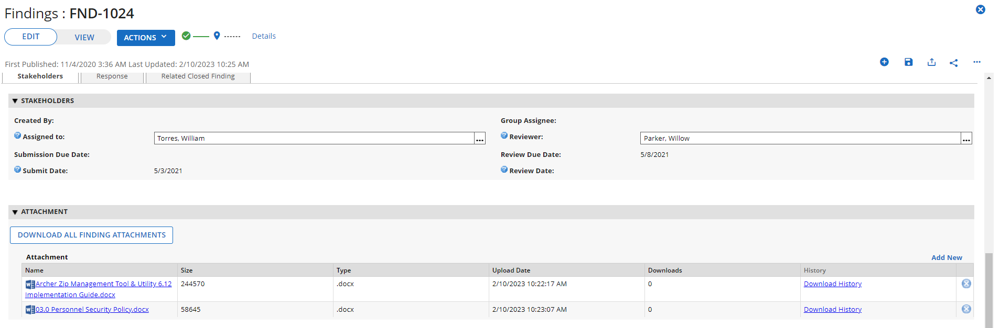 Findings : FND-1024
EDIT VIEW ACTIONS Details
First Published: 11/4/2020 3:36 AM Last Updated: 2/10/2023 10:25 AM
Stakeholders Response Related Closed Finding
STAKEHOLDERS
Created By: Group Assignee:
Assigned to: Torres, William ... Reviewer: Parker, Willow ...
Submission Due Date: Review Due Date: 5/8/2021
Submit Date: 5/3/2021 Review Date:
ATTACHMENT
DOWNLOAD ALL FINDING ATTACHMENTS
Attachment Add New
Name Size Type Upload Date Downloads History
Archer Zip Management Tool & Utility 6.12 244570 .docx 2/10/2023 10:22:17 AM 0 Download History
Implementation Guide.docx
03.0 Personnel Security Policy.docx 58645 .docx 2/10/2023 10:23:07 AM 0 Download History